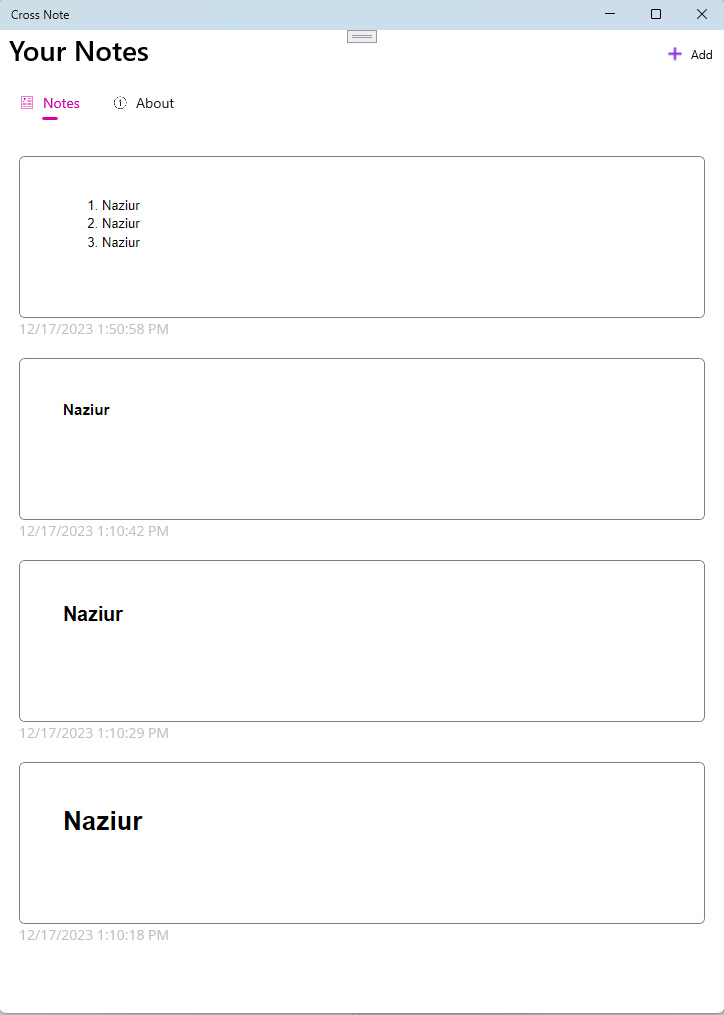 Cross Note
Your Notes
Add
Notes
About
1. Naziur
2. Naziur
3. Naziur
12/17/2023 1:50:58 PM
Naziur
12/17/2023 1:10:42 PM
Naziur
12/17/2023 1:10:29 PM
Naziur
12/17/2023 1:10:18 PM